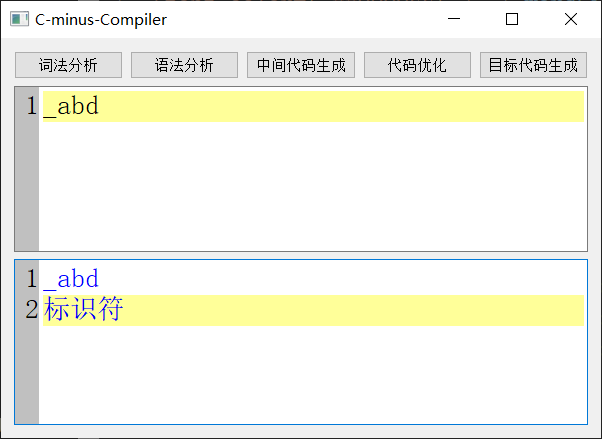 C-minus-Compiler
词法分析 语法分析 中间代码生成 代码优化 目标代码生成
1 _abd
1 _abd
2 标识符